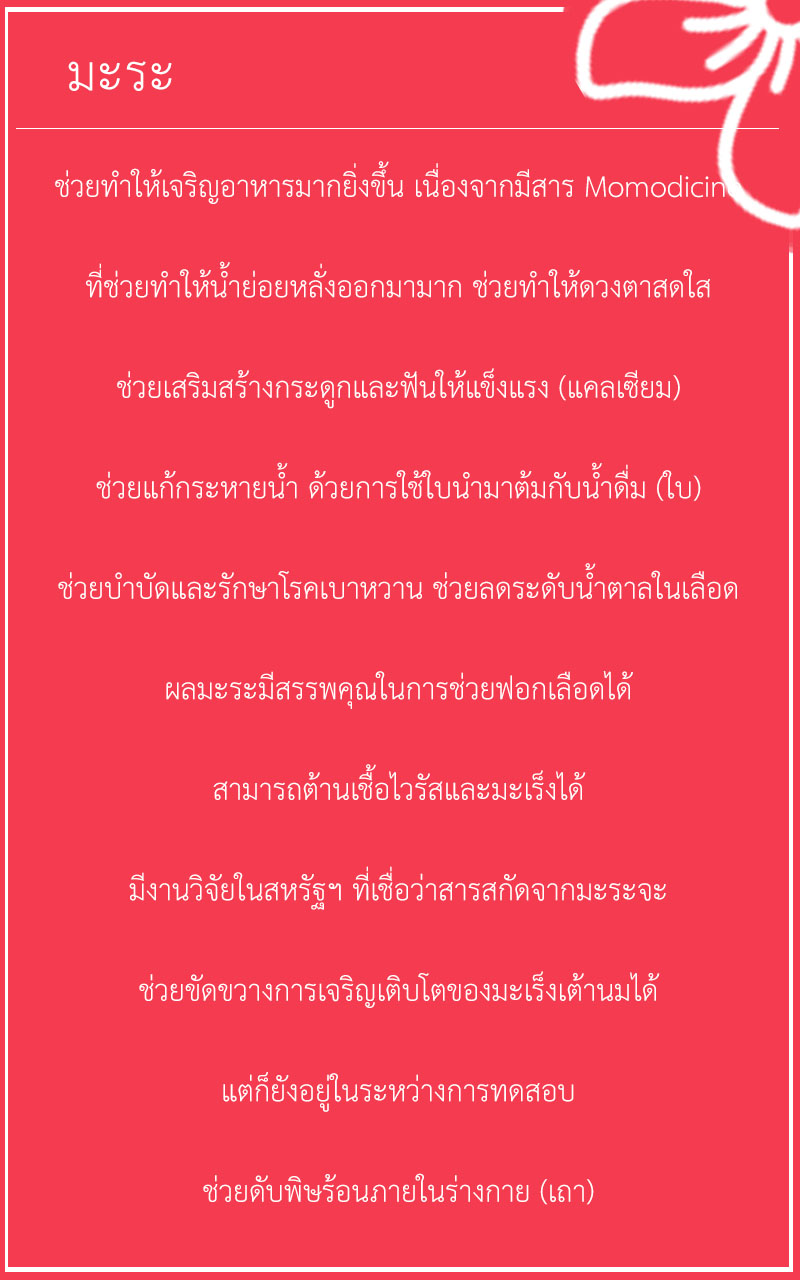 มะระ
ช่วยทำให้เจริญอาหารมากยิ่งขึ้น เนื่องจากมีสาร Momodicine
ที่ช่วยทำให้น้ำย่อยหลั่งออกมามาก ช่วยทำให้ดวงตาสดใส
ช่วยเสริมสร้างกระดูกและฟันให้แข็งแรง (แคลเซียม)
ช่วยแก้กระหายน้ำ ด้วยการใช้ใบนำมาต้มกับน้ำดื่ม (ใบ)
ช่วยบำบัดและรักษาโรคเบาหวาน ช่วยลดระดับน้ำตาลในเลือด
ผลมะระมีสรรพคุณในการช่วยฟอกเลือดได้
สามารถต้านเชื้อไวรัสและมะเร็งได้
มีงานวิจัยในสหรัฐฯ ที่เชื่อว่าสารสกัดจากมะระจะ
ช่วยขัดขวางการเจริญเติบโตของมะเร็งเต้านมได้
แต่ก็ยังอยู่ในระหว่างการทดสอบ
ช่วยดับพิษร้อนภายในร่างกาย (เถา)